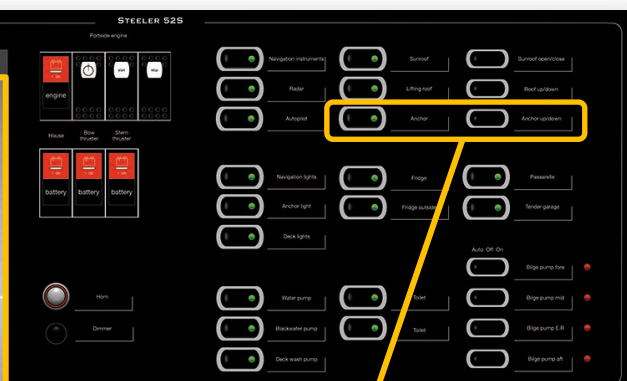 STEELER 52S
Portside engine
engine
start
stop
House
Bow thruster
Stern thruster
battery
battery
battery
Horn
Dimmer
Navigation instruments
Radar
Autopilot
Navigation lights
Anchor light
Deck lights
Water pump
Blackwater pump
Deck wash pump
Sunroof
Lifting roof
Anchor
Fridge
Fridge outside
Toilet
Toilet
Sunroof open/close
Roof up/down
Anchor up/down
Passarelle
Tender garage
Auto Off On
Bilge pump fore
Bilge pump mid
Bilge pump E.R
Bilge pump aft